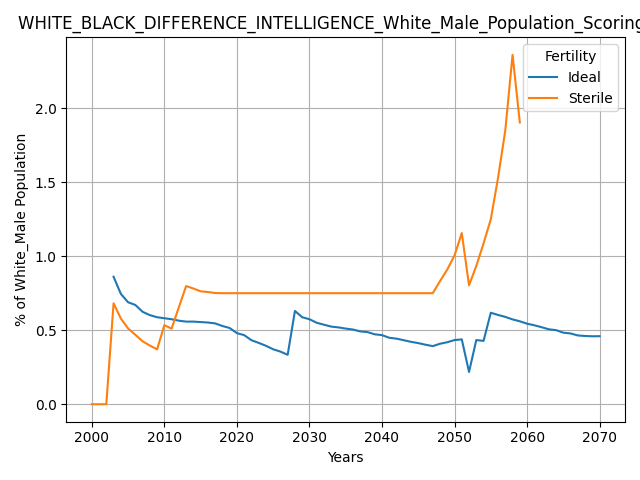 WHITE_BLACK_DIFFERENCE_INTELLIGENCE_White_Male_Population_Scoring
Fertility
Ideal
Sterile
% of White_Male Population
2.0
1.5
1.0
0.5
0.0
2000 2010 2020 2030 2040 2050 2060 2070
Years